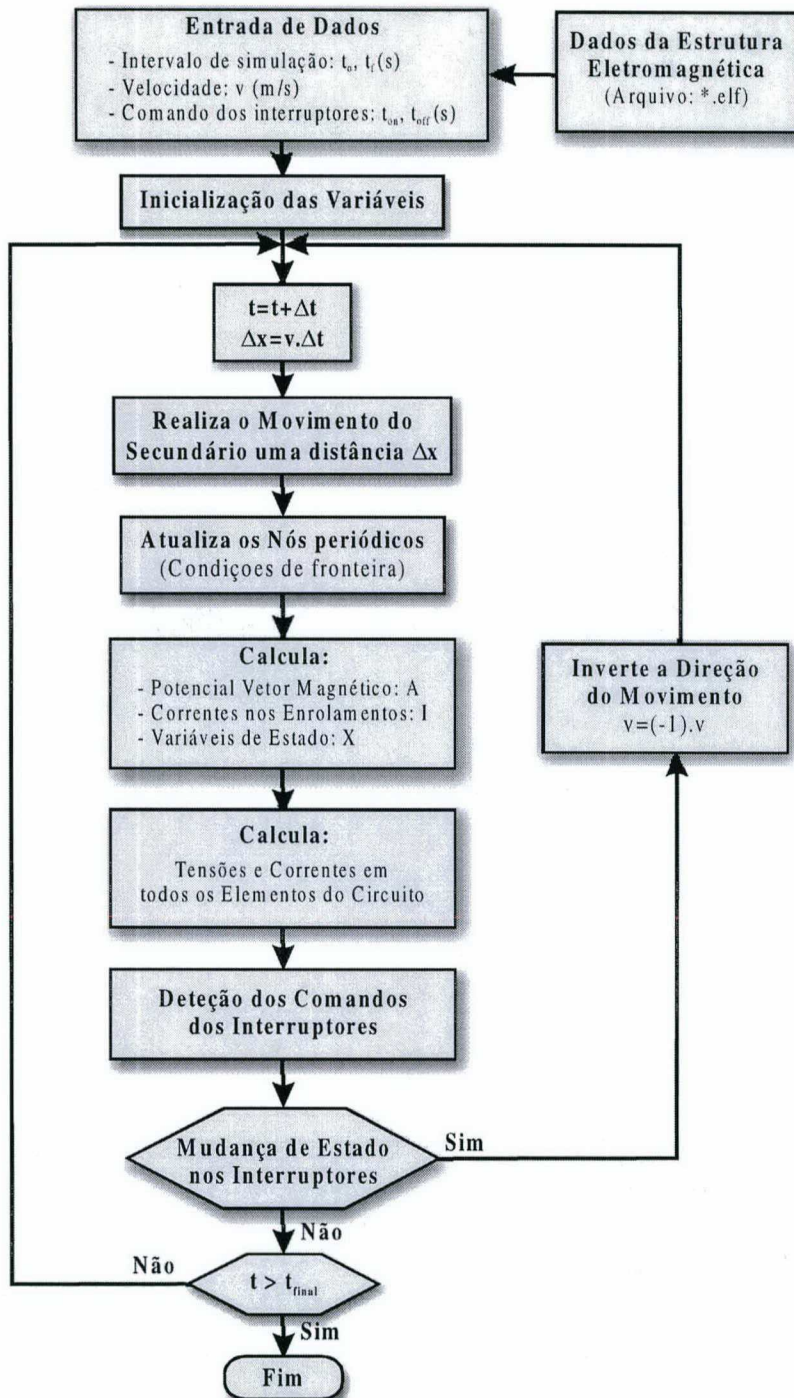 Entrada de Dados
- Intervalo de simulação: tₒ, t_f(s)
- Velocidade: v (m/s)
- Comando dos interruptores: t_on, t_off(s)
Dados da Estrutura
Eletromagnética
(Arquivo: *.elf)
Inicialização das Variáveis
t=t+Δt
Δx=v.Δt
Realiza o Movimento do
Secundário uma distância Δx
Atualiza os Nós periódicos
(Condiçoes de fronteira)
Calcula:
- Potencial Vetor Magnético: A
- Correntes nos Enrolamentos: I
- Variáveis de Estado: X
Inverte a Direção
do Movimento
v=(-1).v
Calcula:
Tensões e Correntes em
todos os Elementos do Circuito
Deteção dos Comandos
dos Interruptores
Mudança de Estado
nos Interruptores
Sim
Não
Não
t > t_final
Sim
Fim